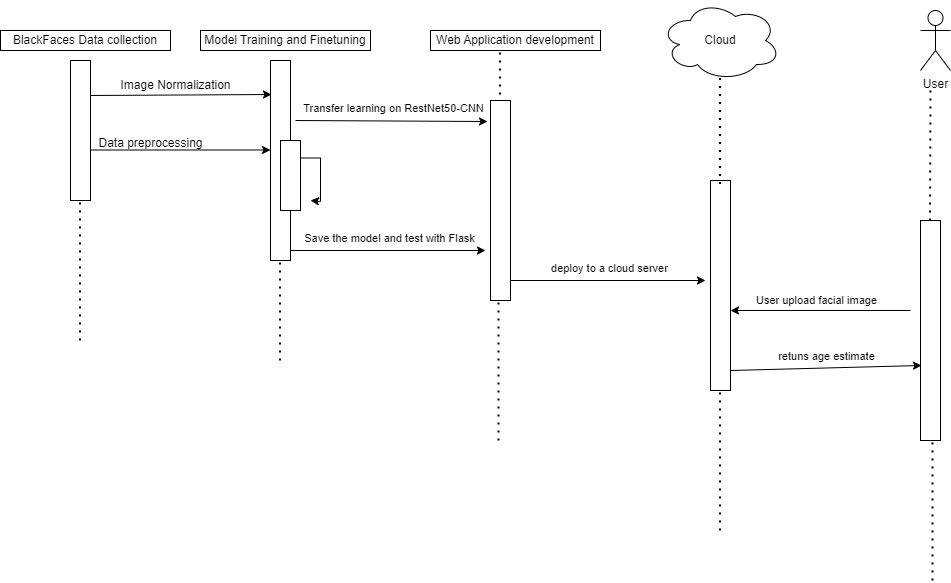 BlackFaces Data collection
Model Training and Finetuning
Web Application development
Cloud
User
Image Normalization
Transfer learning on RestNet50-CNN
Data preprocessing
Save the model and test with Flask
deploy to a cloud server
User upload facial image
retuns age estimate